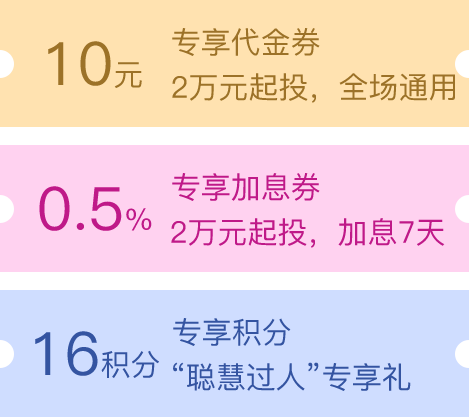 10元
专享代金券
2万元起投，全场通用
0.5%
专享加息券
2万元起投，加息7天
16积分
专享积分
“聪慧过人”专享礼